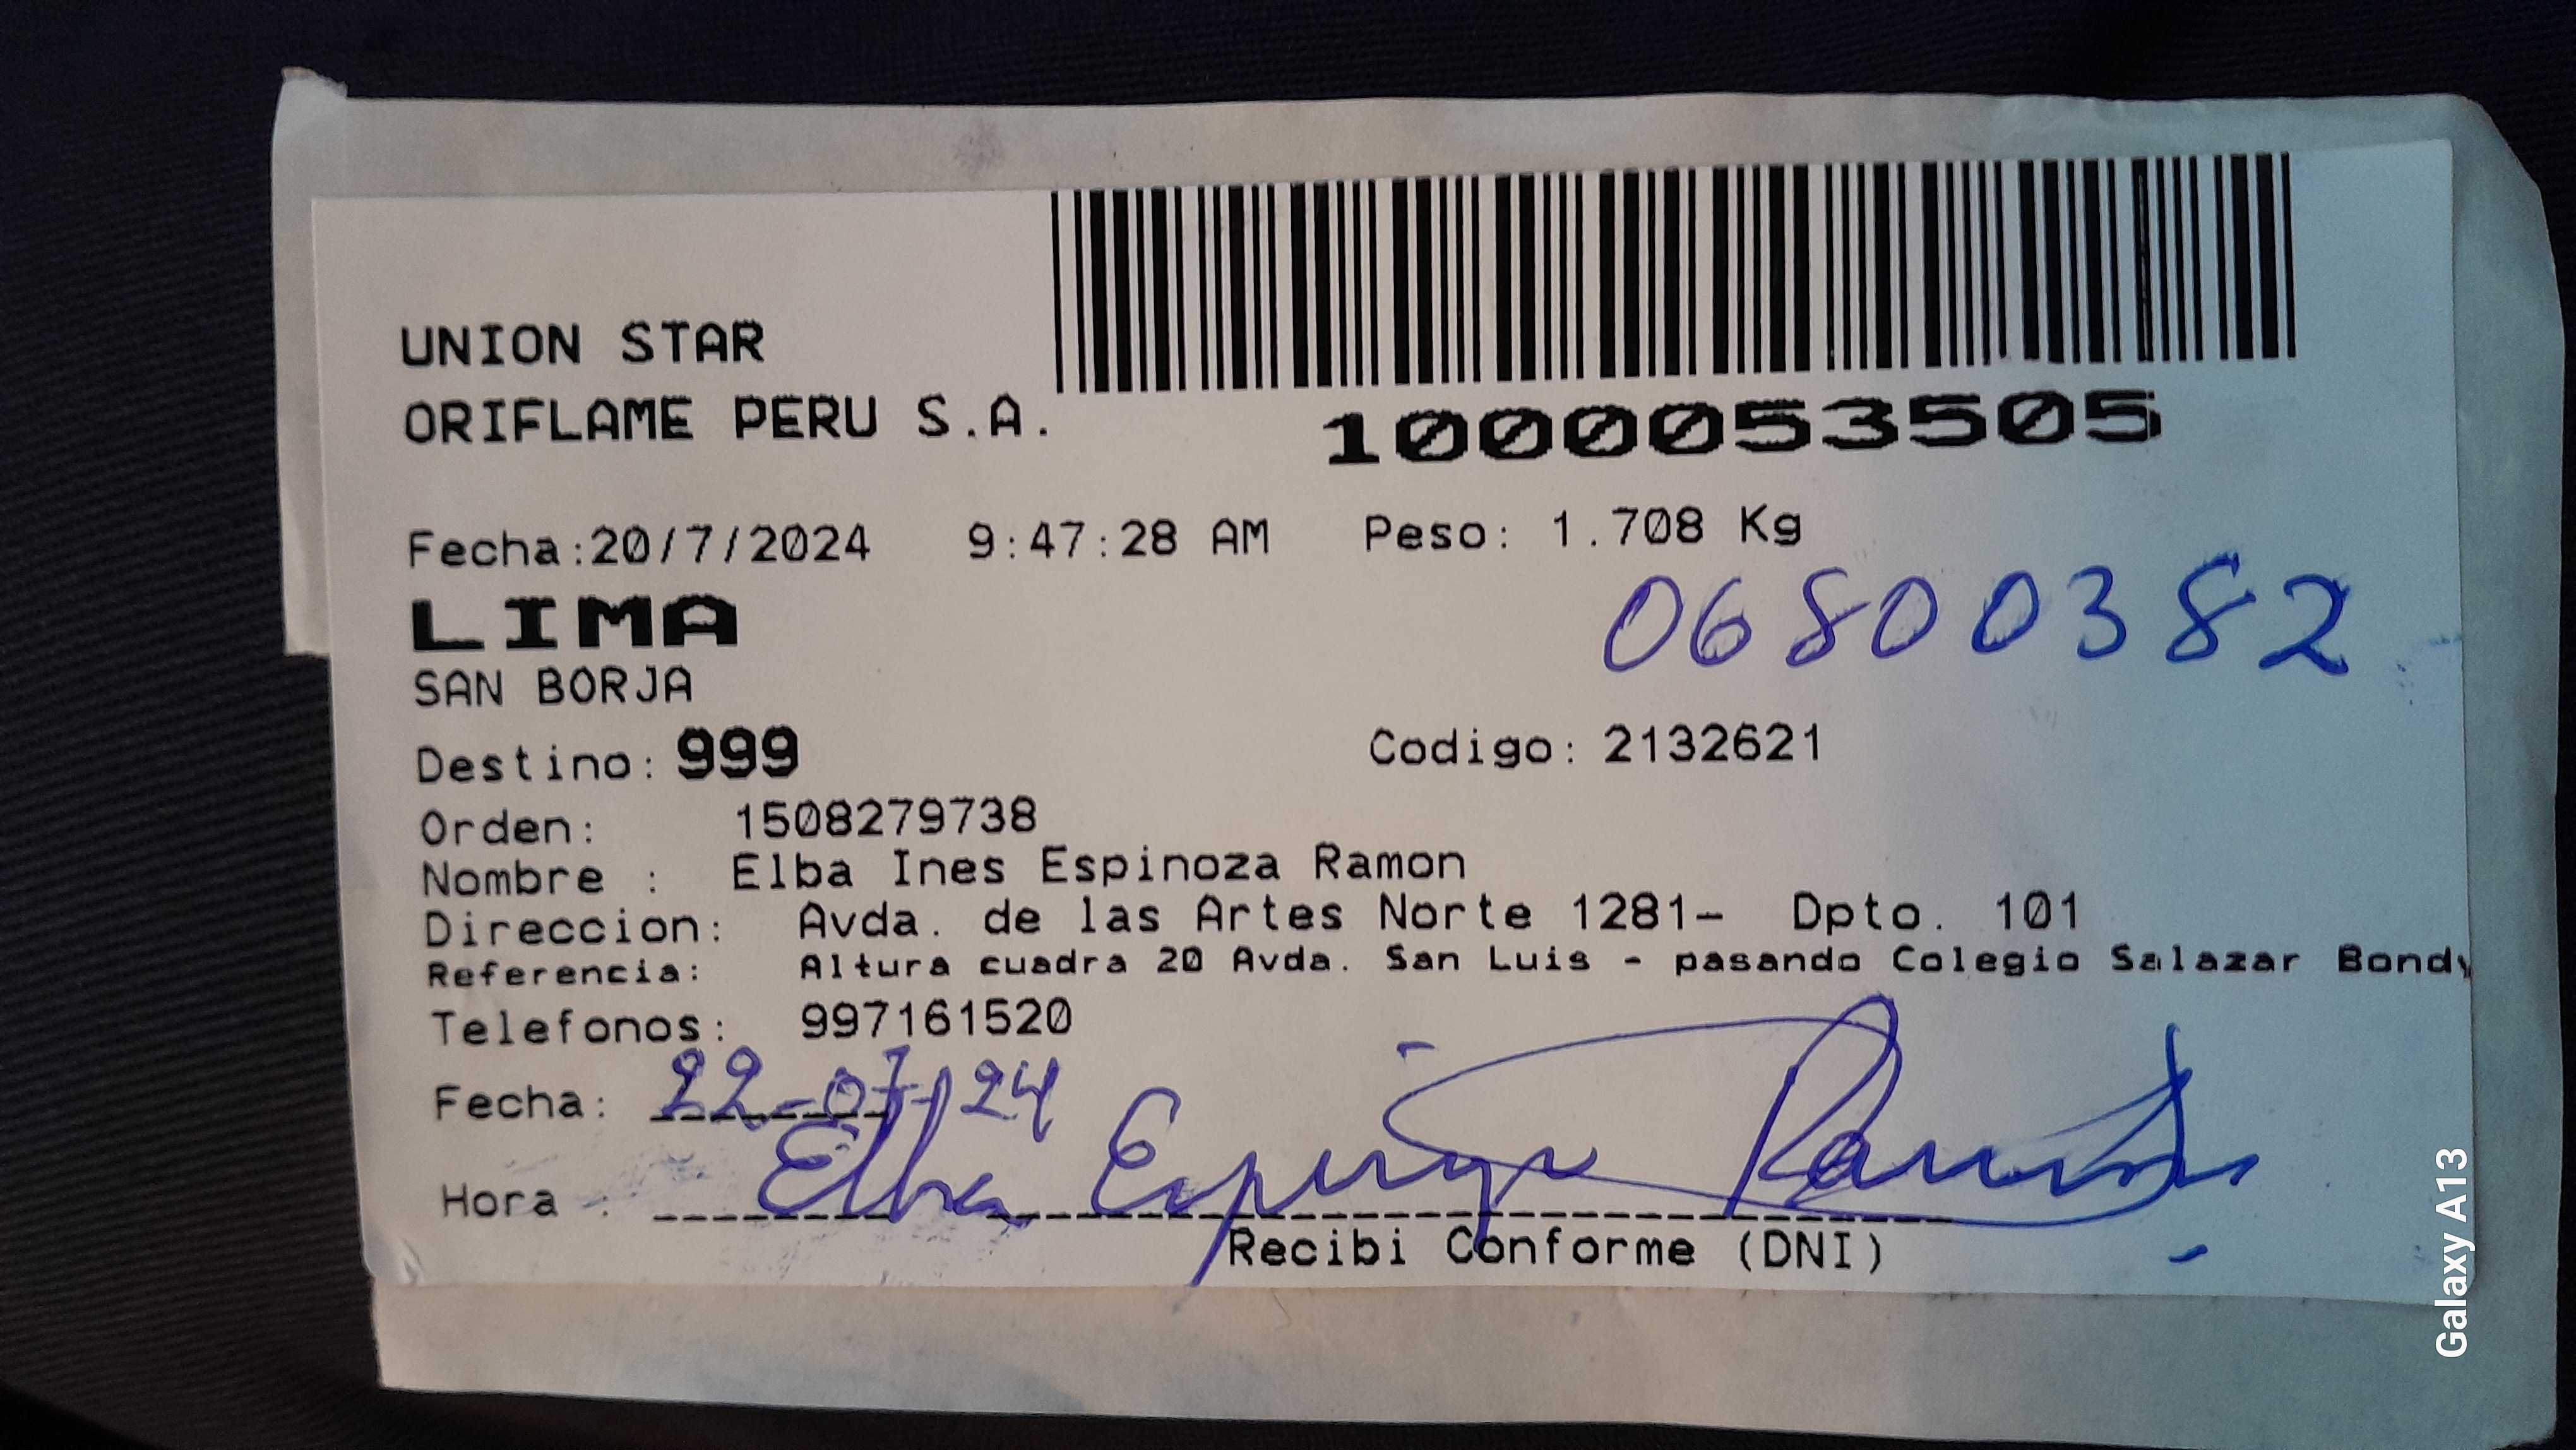 UNION STAR
ORIFLAME PERU S.A.
1000053505
Fecha:20/7/2024 9:47:28 AM Peso: 1.708 Kg
06800382
LIMA
SAN BORJA
Destino: 999 Codigo: 2132621
Orden: 1508279738
Nombre : Elba Ines Espinoza Ramon
Direccion: Avda. de las Artes Norte 1281- Dpto. 101
Referencia: Altura cuadra 20 Avda. San Luis - pasando Colegio Salazar Bondy
Telefonos: 997161520
Fecha: 22-07-24
Hora : Elba Espinoza Ramón
Recibi Conforme (DNI)
Galaxy A13